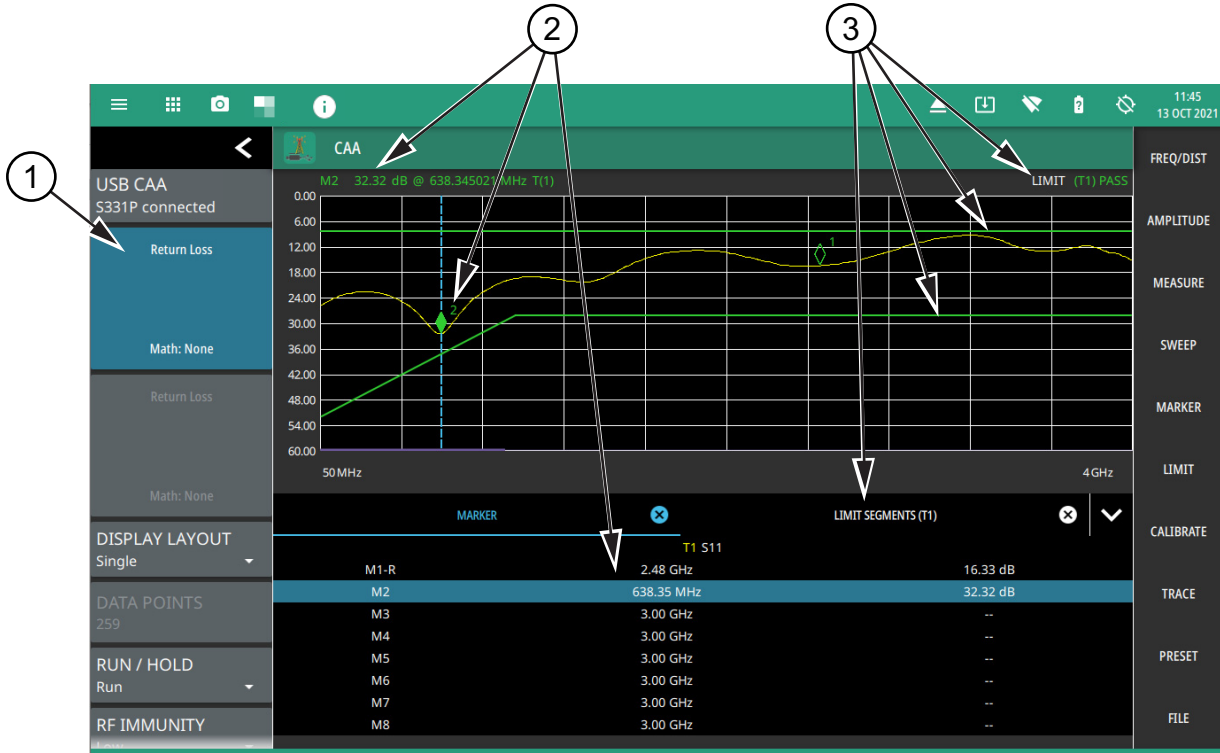 2
3
1
11:45
13 OCT 2021
CAA
USB CAA
S331P connected
Return Loss
Math: None
Return Loss
Math: None
DISPLAY LAYOUT
Single
DATA POINTS
259
RUN / HOLD
Run
RF IMMUNITY
Low
M2 32.32 dB @ 638.345021 MHz T(1)
LIMIT (T1) PASS
0.00
6.00
12.00
18.00
24.00
30.00
36.00
42.00
48.00
54.00
60.00
1
2
50 MHz
4 GHz
MARKER
LIMIT SEGMENTS (T1)
T1 S11
M1-R 2.48 GHz 16.33 dB
M2 638.35 MHz 32.32 dB
M3 3.00 GHz --
M4 3.00 GHz --
M5 3.00 GHz --
M6 3.00 GHz --
M7 3.00 GHz --
M8 3.00 GHz --
FREQ/DIST
AMPLITUDE
MEASURE
SWEEP
MARKER
LIMIT
CALIBRATE
TRACE
PRESET
FILE